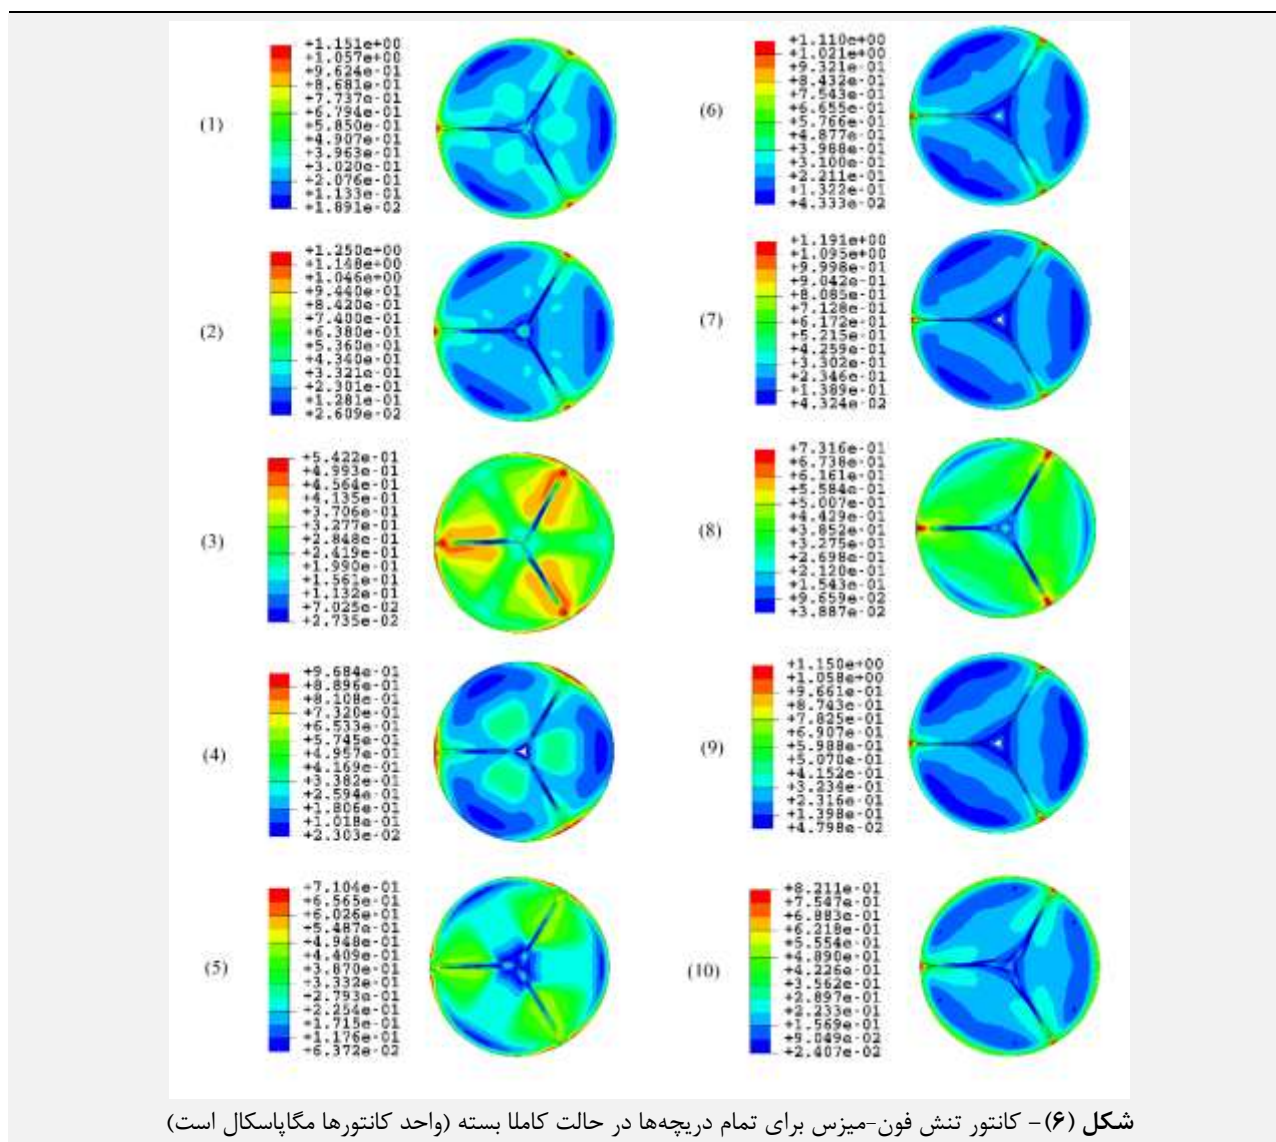 (1)
+1.151e+00
+1.057e+00
+9.624e-01
+8.681e-01
+7.737e-01
+6.794e-01
+5.850e-01
+4.907e-01
+3.963e-01
+3.020e-01
+2.076e-01
+1.133e-01
+1.891e-02
(6)
+1.110e+00
+1.021e+00
+9.321e-01
+8.432e-01
+7.543e-01
+6.655e-01
+5.766e-01
+4.877e-01
+3.988e-01
+3.100e-01
+2.211e-01
+1.322e-01
+4.333e-02
(2)
+1.250e+00
+1.148e+00
+1.046e+00
+9.440e-01
+8.420e-01
+7.400e-01
+6.380e-01
+5.360e-01
+4.340e-01
+3.321e-01
+2.301e-01
+1.281e-01
+2.609e-02
(7)
+1.191e+00
+1.095e+00
+9.998e-01
+9.042e-01
+8.085e-01
+7.128e-01
+6.172e-01
+5.215e-01
+4.259e-01
+3.302e-01
+2.346e-01
+1.389e-01
+4.324e-02
(3)
+5.422e-01
+4.993e-01
+4.564e-01
+4.135e-01
+3.706e-01
+3.277e-01
+2.848e-01
+2.419e-01
+1.990e-01
+1.561e-01
+1.132e-01
+7.025e-02
+2.735e-02
(8)
+7.316e-01
+6.738e-01
+6.161e-01
+5.584e-01
+5.007e-01
+4.429e-01
+3.852e-01
+3.275e-01
+2.698e-01
+2.120e-01
+1.543e-01
+9.659e-02
+3.887e-02
(4)
+9.684e-01
+8.896e-01
+8.108e-01
+7.320e-01
+6.533e-01
+5.745e-01
+4.957e-01
+4.169e-01
+3.382e-01
+2.594e-01
+1.806e-01
+1.018e-01
+2.303e-02
(9)
+1.150e+00
+1.058e+00
+9.661e-01
+8.743e-01
+7.825e-01
+6.907e-01
+5.988e-01
+5.070e-01
+4.152e-01
+3.234e-01
+2.316e-01
+1.398e-01
+4.798e-02
(5)
+7.104e-01
+6.565e-01
+6.026e-01
+5.487e-01
+4.948e-01
+4.409e-01
+3.870e-01
+3.332e-01
+2.793e-01
+2.254e-01
+1.715e-01
+1.176e-01
+6.372e-02
(10)
+8.211e-01
+7.547e-01
+6.883e-01
+6.218e-01
+5.554e-01
+4.890e-01
+4.226e-01
+3.562e-01
+2.897e-01
+2.233e-01
+1.569e-01
+9.049e-02
+2.407e-02
شکل (۶)- کانتور تنش فون-میزس برای تمام دریچه‌ها در حالت کاملا بسته (واحد کانتورها مگاپاسکال است)